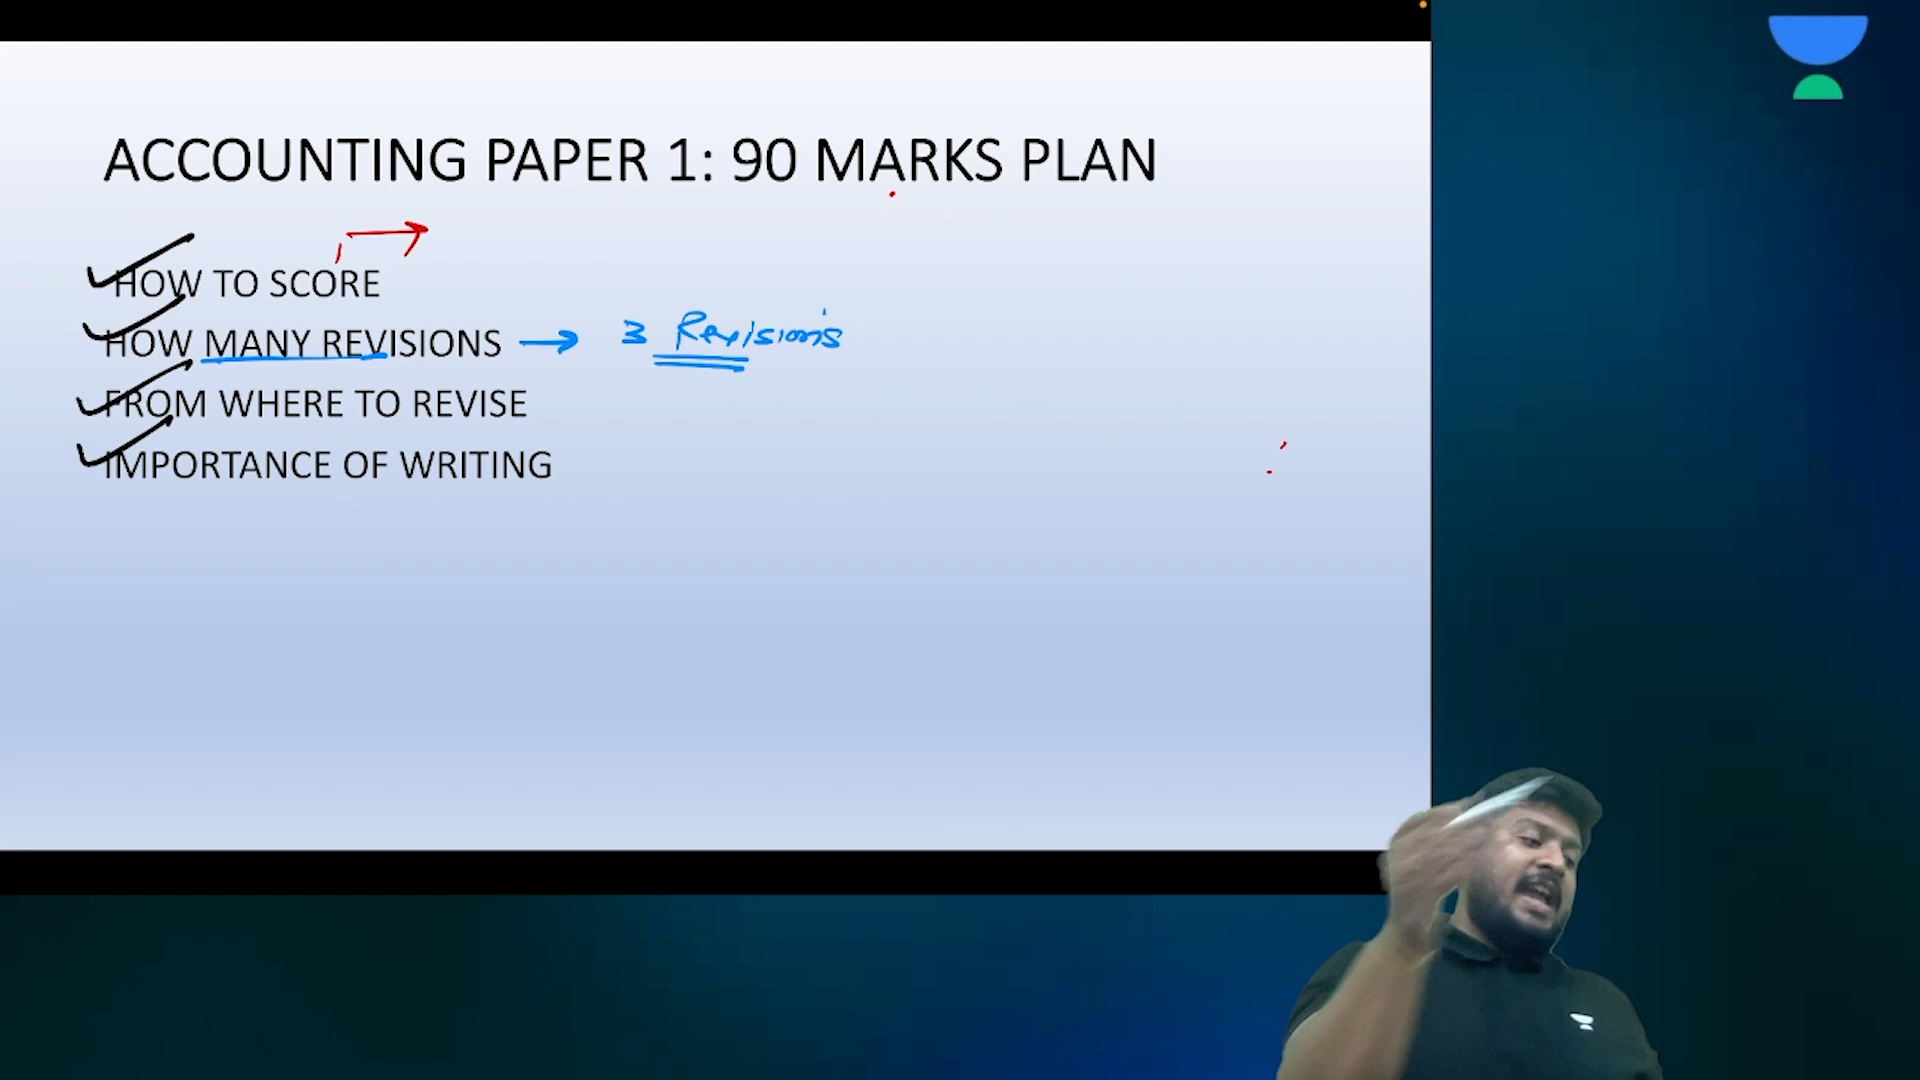 ACCOUNTING PAPER 1: 90 MARKS PLAN
HOW TO SCORE
HOW MANY REVISIONS → 3 Revisions
FROM WHERE TO REVISE
IMPORTANCE OF WRITING